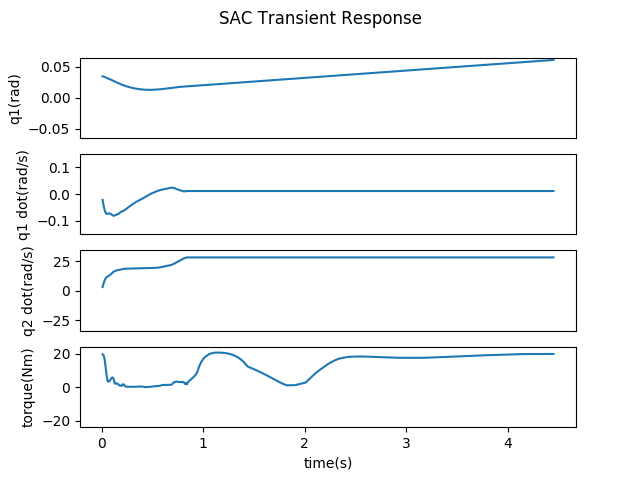 SAC Transient Response
q1(rad)
0.05
0.00
−0.05
q1 dot(rad/s)
0.1
0.0
−0.1
q2 dot(rad/s)
25
0
−25
torque(Nm)
20
0
−20
0 1 2 3 4
time(s)